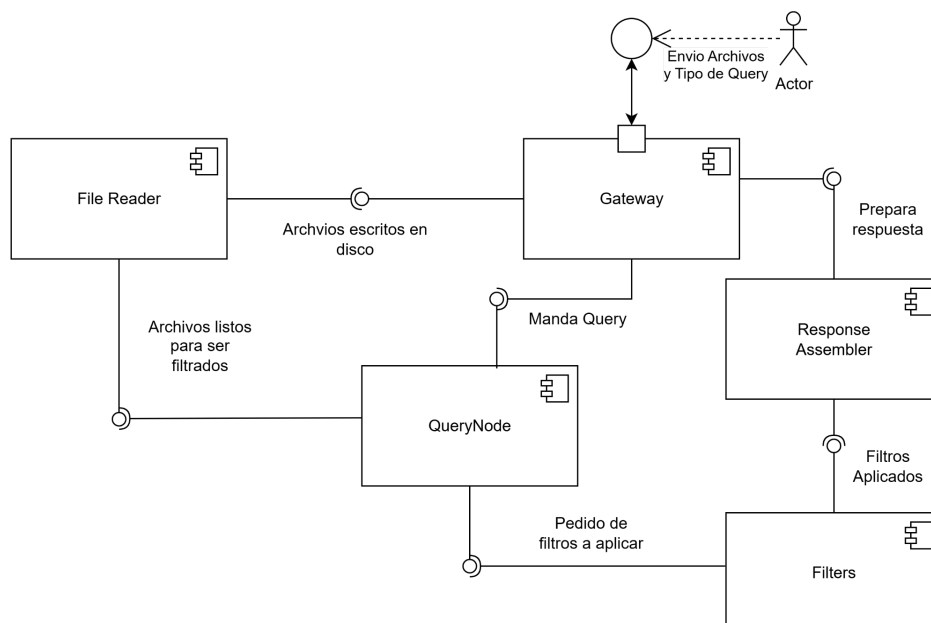 Envio Archivos
y Tipo de Query
Actor
File Reader
Archvios escritos en
disco
Gateway
Prepara
respuesta
Manda Query
Response
Assembler
Archivos listos
para ser
filtrados
QueryNode
Filtros
Aplicados
Pedido de
filtros a aplicar
Filters